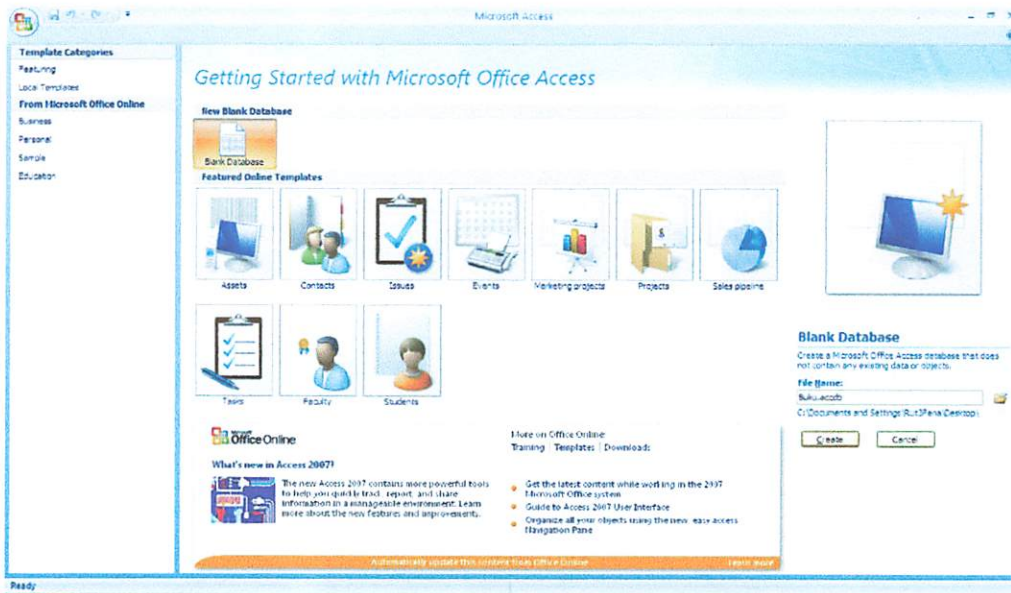 Microsoft Access
Template Categories
Featuring
Local Templates
From Microsoft Office Online
Business
Personal
Sample
Education
Getting Started with Microsoft Office Access
New Blank Database
Blank Database
Featured Online Templates
Assets
Contacts
Issues
Events
Marketing projects
Projects
Sales pipeline
Tasks
Faculty
Students
Microsoft
Office Online
What's new in Access 2007?
The new Access 2007 contains more powerful tools
to help you quickly track, report, and share
information in a manageable environment. Learn
more about the new features and improvements.
More on Office Online:
Training | Templates | Downloads
Get the latest content while working in the 2007
Microsoft Office system
Guide to Access 2007 User Interface
Organize all your objects using the new, easy access
Navigation Pane
Automatically update this content from Office Online
Learn more
Blank Database
Create a Microsoft Office Access database that does
not contain any existing data or objects.
File Name:
Buku.accdb
C:\Documents and Settings\Rut3Pena\Desktop\
Create
Cancel
Ready